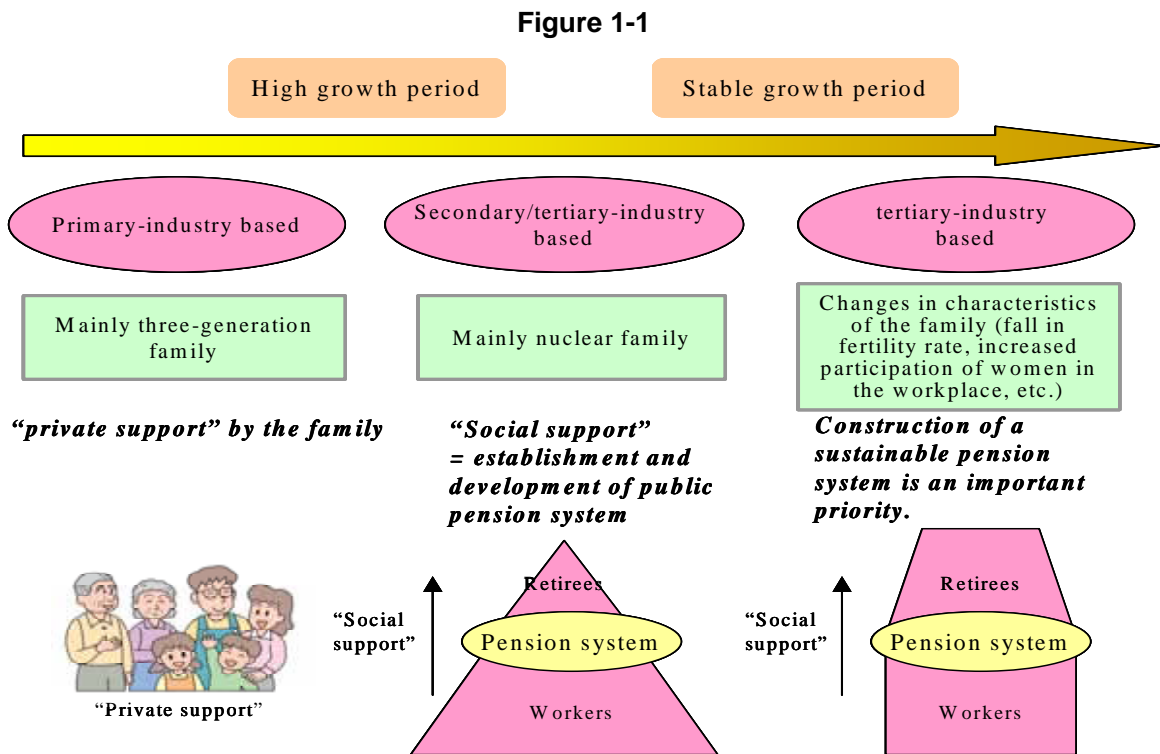 Figure 1-1
High growth period
Stable growth period
Primary-industry based
Secondary/tertiary-industry
based
tertiary-industry
based
Mainly three-generation
family
Mainly nuclear family
Changes in characteristics
of the family (fall in
fertility rate, increased
participation of women in
the workplace, etc.)
“private support” by the family
“Social support”
= establishment and
development of public
pension system
Construction of a
sustainable pension
system is an important
priority.
“Private support”
“Social
support”
Retirees
Pension system
Workers
“Social
support”
Retirees
Pension system
Workers